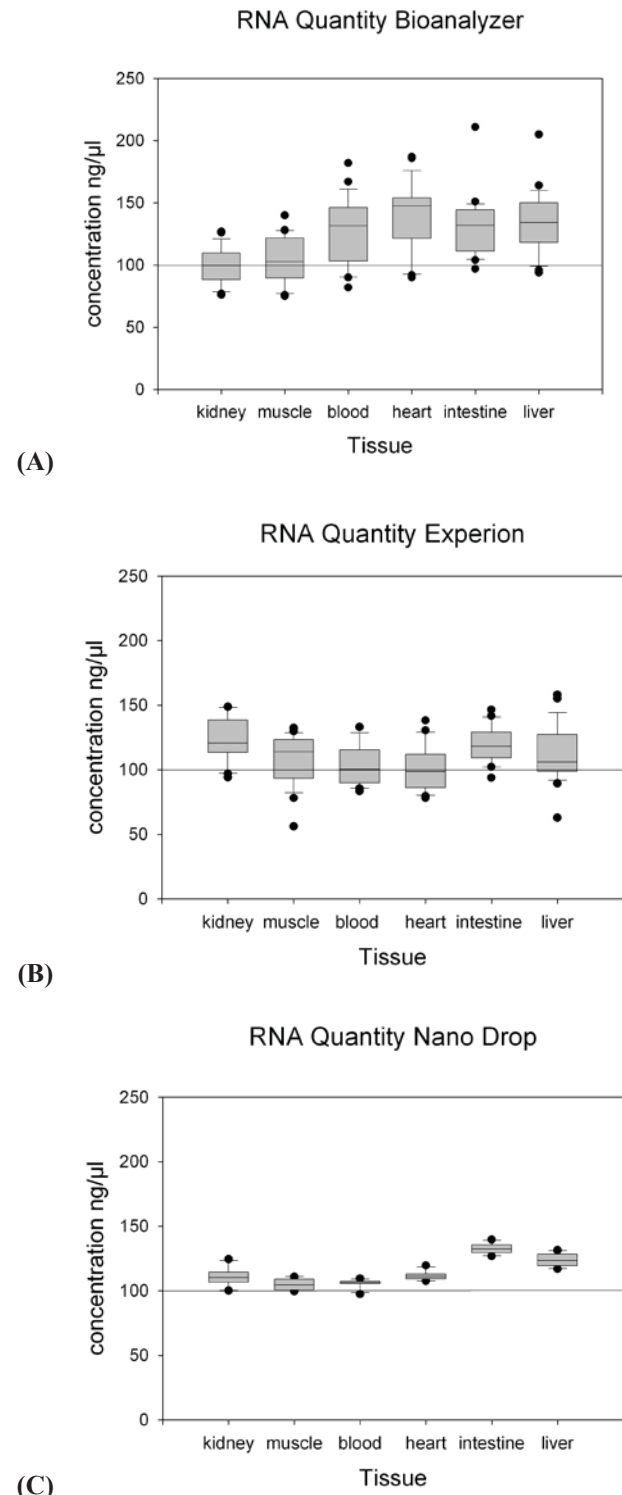 RNA Quantity Bioanalyzer
250
200
150
100
50
0
concentration ng/µl
kidney muscle blood heart intestine liver
Tissue
(A)
RNA Quantity Experion
250
200
150
100
50
0
concentration ng/µl
kidney muscle blood heart intestine liver
Tissue
(B)
RNA Quantity Nano Drop
250
200
150
100
50
0
concentration ng/µl
kidney muscle blood heart intestine liver
Tissue
(C)